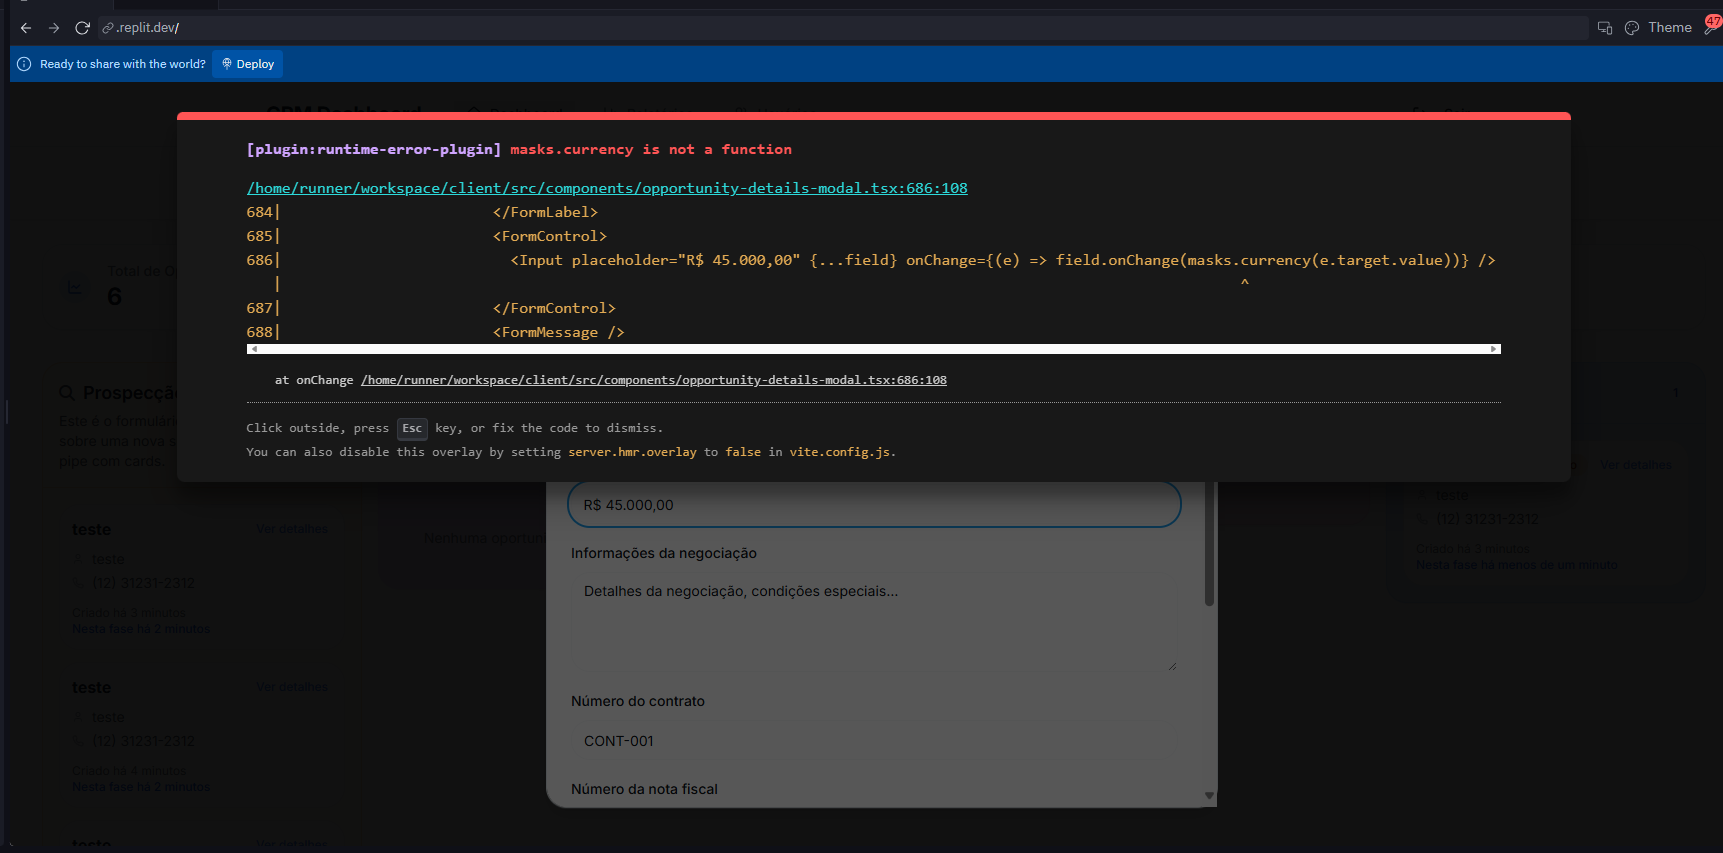 .replit.dev/
Theme
47
Ready to share with the world?
Deploy
CRM Dashboard
[plugin:runtime-error-plugin] masks.currency is not a function
/home/runner/workspace/client/src/components/opportunity-details-modal.tsx:686:108
684| </FormLabel>
685| <FormControl>
686| <Input placeholder="R$ 45.000,00" {...field} onChange={(e) => field.onChange(masks.currency(e.target.value))} />
| ^
687| </FormControl>
688| <FormMessage />
at onChange /home/runner/workspace/client/src/components/opportunity-details-modal.tsx:686:108
Click outside, press Esc key, or fix the code to dismiss.
You can also disable this overlay by setting server.hmr.overlay to false in vite.config.js.
Total de
6
Prospecção
Este é o formulári
sobre uma nova
pipe com cards.
teste
Ver detalhes
teste
(12) 31231-2312
Criado há 3 minutos
Nesta fase há 2 minutos
teste
Ver detalhes
teste
(12) 31231-2312
Criado há 4 minutos
Nesta fase há 2 minutos
teste
Ver detalhes
Nenhuma oportun
R$ 45.000,00
Informações da negociação
Detalhes da negociação, condições especiais...
Número do contrato
CONT-001
Número da nota fiscal
1
Ver detalhes
teste
(12) 31231-2312
Criado há 3 minutos
Nesta fase há menos de um minuto